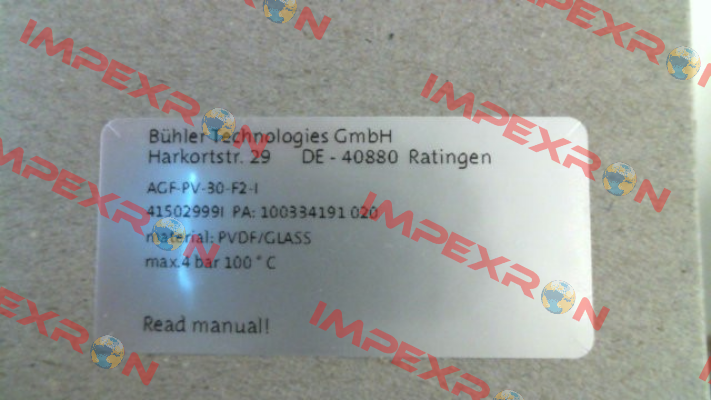 Bühler Technologies GmbH
Harkortstr. 29 DE - 40880 Ratingen
AGF-PV-30-F2-I
41502999I PA: 100334191 020
material: PVDF/GLASS
max.4 bar 100 ° C
Read manual!
IMPEXRON
IMPEXRON
IMPEXRON
IMPEXRON
IMPEXRON
IMPEXRON